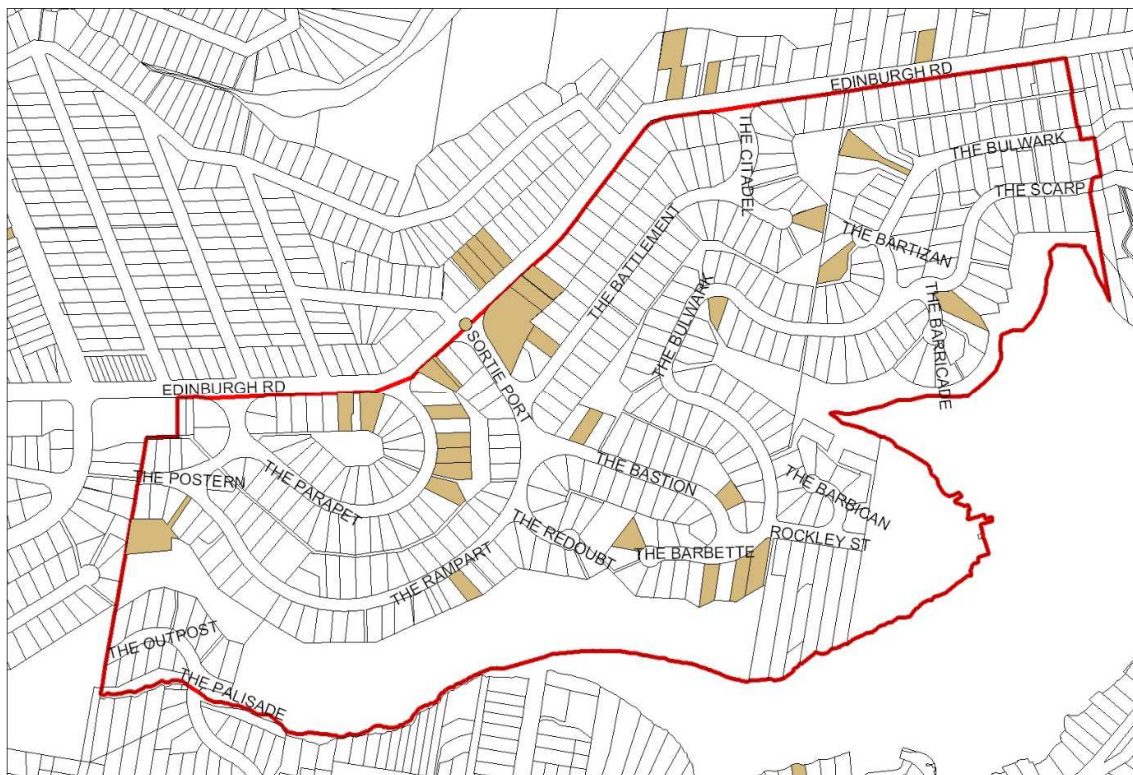 EDINBURGH RD
THE CITADEL
THE BULWARK
THE SCARP
THE BATTLEMENT
THE BARTIZAN
THE BULWARK
THE BARRICADE
SORTIE PORT
EDINBURGH RD
THE POSTERN
THE PARAPET
THE BASTION
THE BARBICAN
THE REDOUBT
THE BARBETTE
ROCKLEY ST
THE RAMPART
THE OUTPOST
THE PALISADE